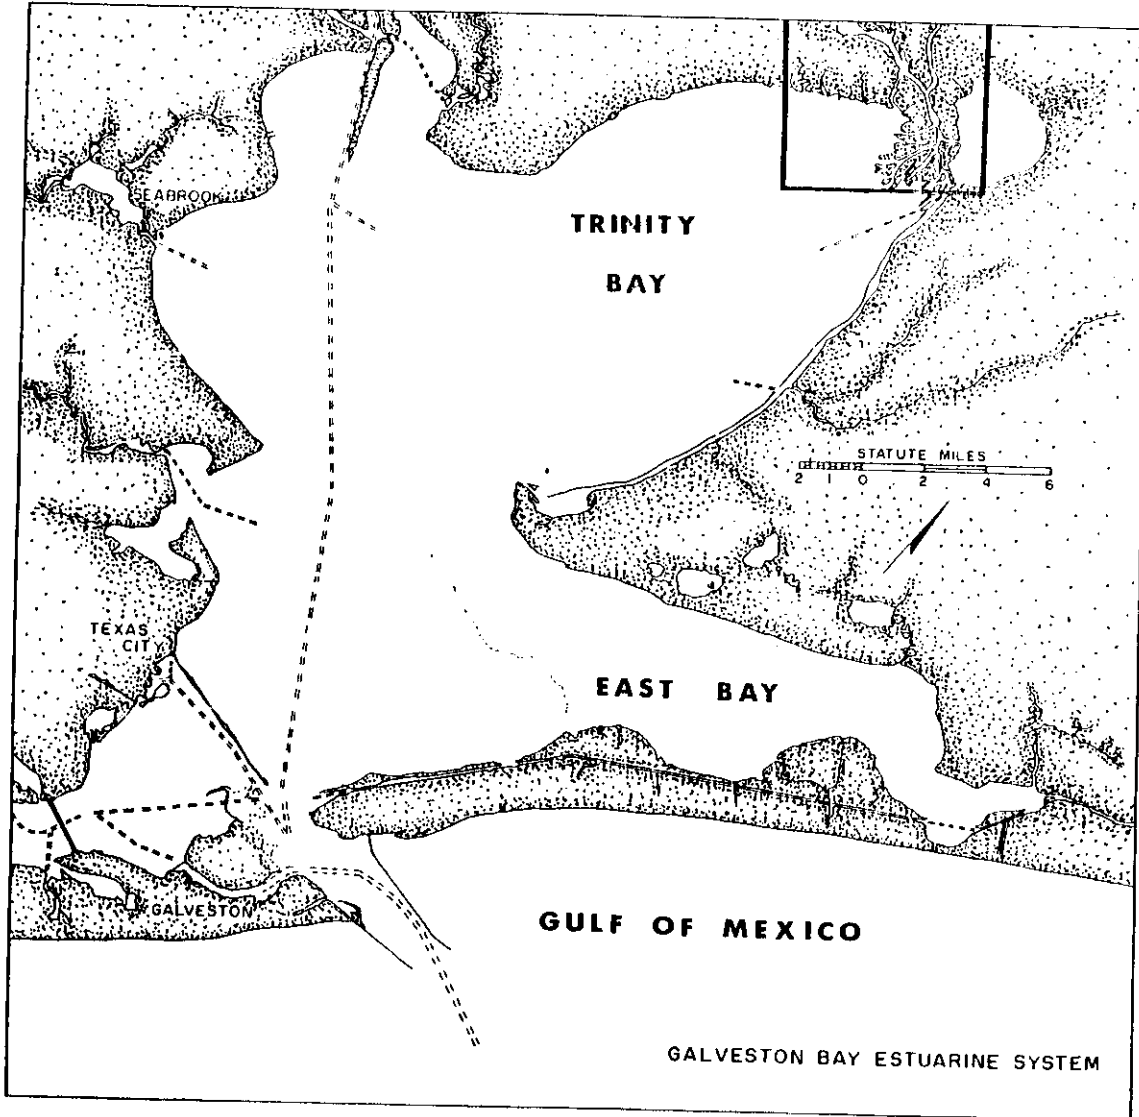 SEABROOK
TRINITY
BAY
STATUTE MILES
2 1 0 2 4 6
TEXAS
CITY
EAST BAY
GALVESTON
GULF OF MEXICO
GALVESTON BAY ESTUARINE SYSTEM